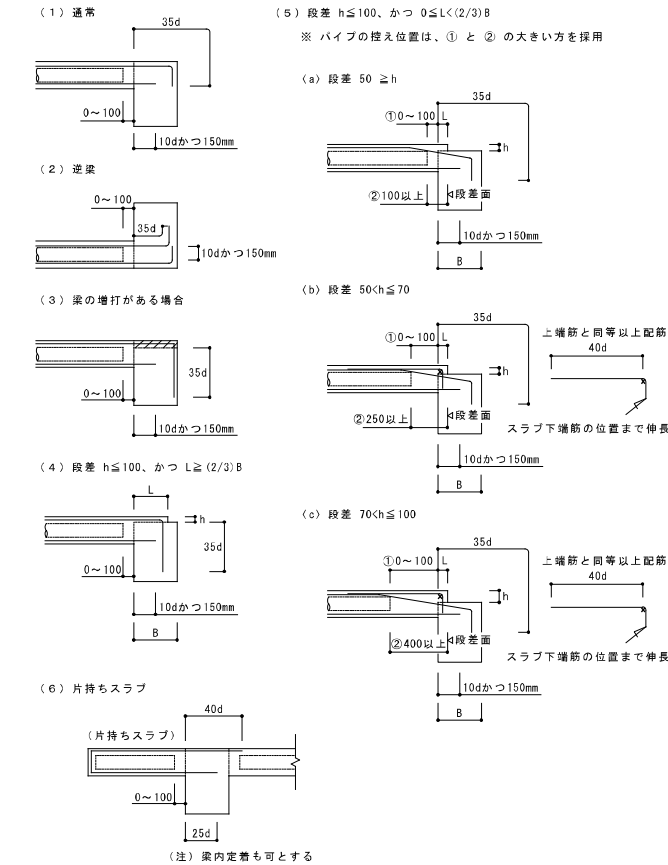 (1) 通常
35d
0～100
10dかつ150mm
(2) 逆梁
0～100
35d
10dかつ150mm
(3) 梁の増打がある場合
35d
0～100
10dかつ150mm
(4) 段差 h≦100、かつ L≧(2/3)B
L
h
35d
0～100
10dかつ150mm
B
(5) 段差 h≦100、かつ 0≦L<(2/3)B
※ パイプの控え位置は、① と ② の大きい方を採用
(a) 段差 50 ≧h
35d
①0～100
L
h
②100以上
段差面
10dかつ150mm
B
(b) 段差 50<h≦70
35d
①0～100
L
h
②250以上
段差面
10dかつ150mm
B
上端筋と同等以上配筋
40d
スラブ下端筋の位置まで伸長
(c) 段差 70<h≦100
35d
①0～100
L
h
②400以上
段差面
10dかつ150mm
B
上端筋と同等以上配筋
40d
スラブ下端筋の位置まで伸長
(6) 片持ちスラブ
40d
(片持ちスラブ)
0～100
25d
(注) 梁内定着も可とする